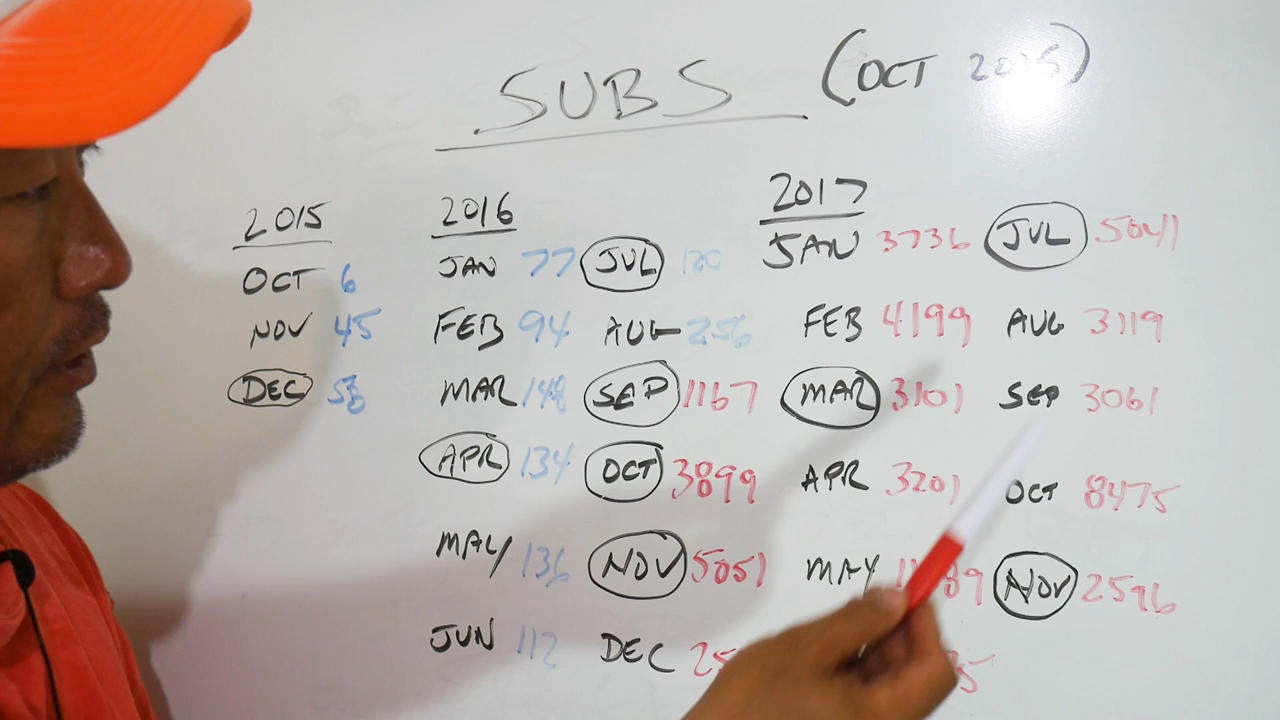 SUBS (OCT 2015)
2015
OCT 6
NOV 45
DEC 58
2016
JAN 77
FEB 94
MAR 148
APR 134
MAY 136
JUN 112
JUL 120
AUG 256
SEP 1167
OCT 3899
NOV 5051
DEC
2017
JAN 3736
FEB 4199
MAR 3101
APR 3201
MAY
JUL 5041
AUG 3119
SEP 3061
OCT 8475
NOV 2596